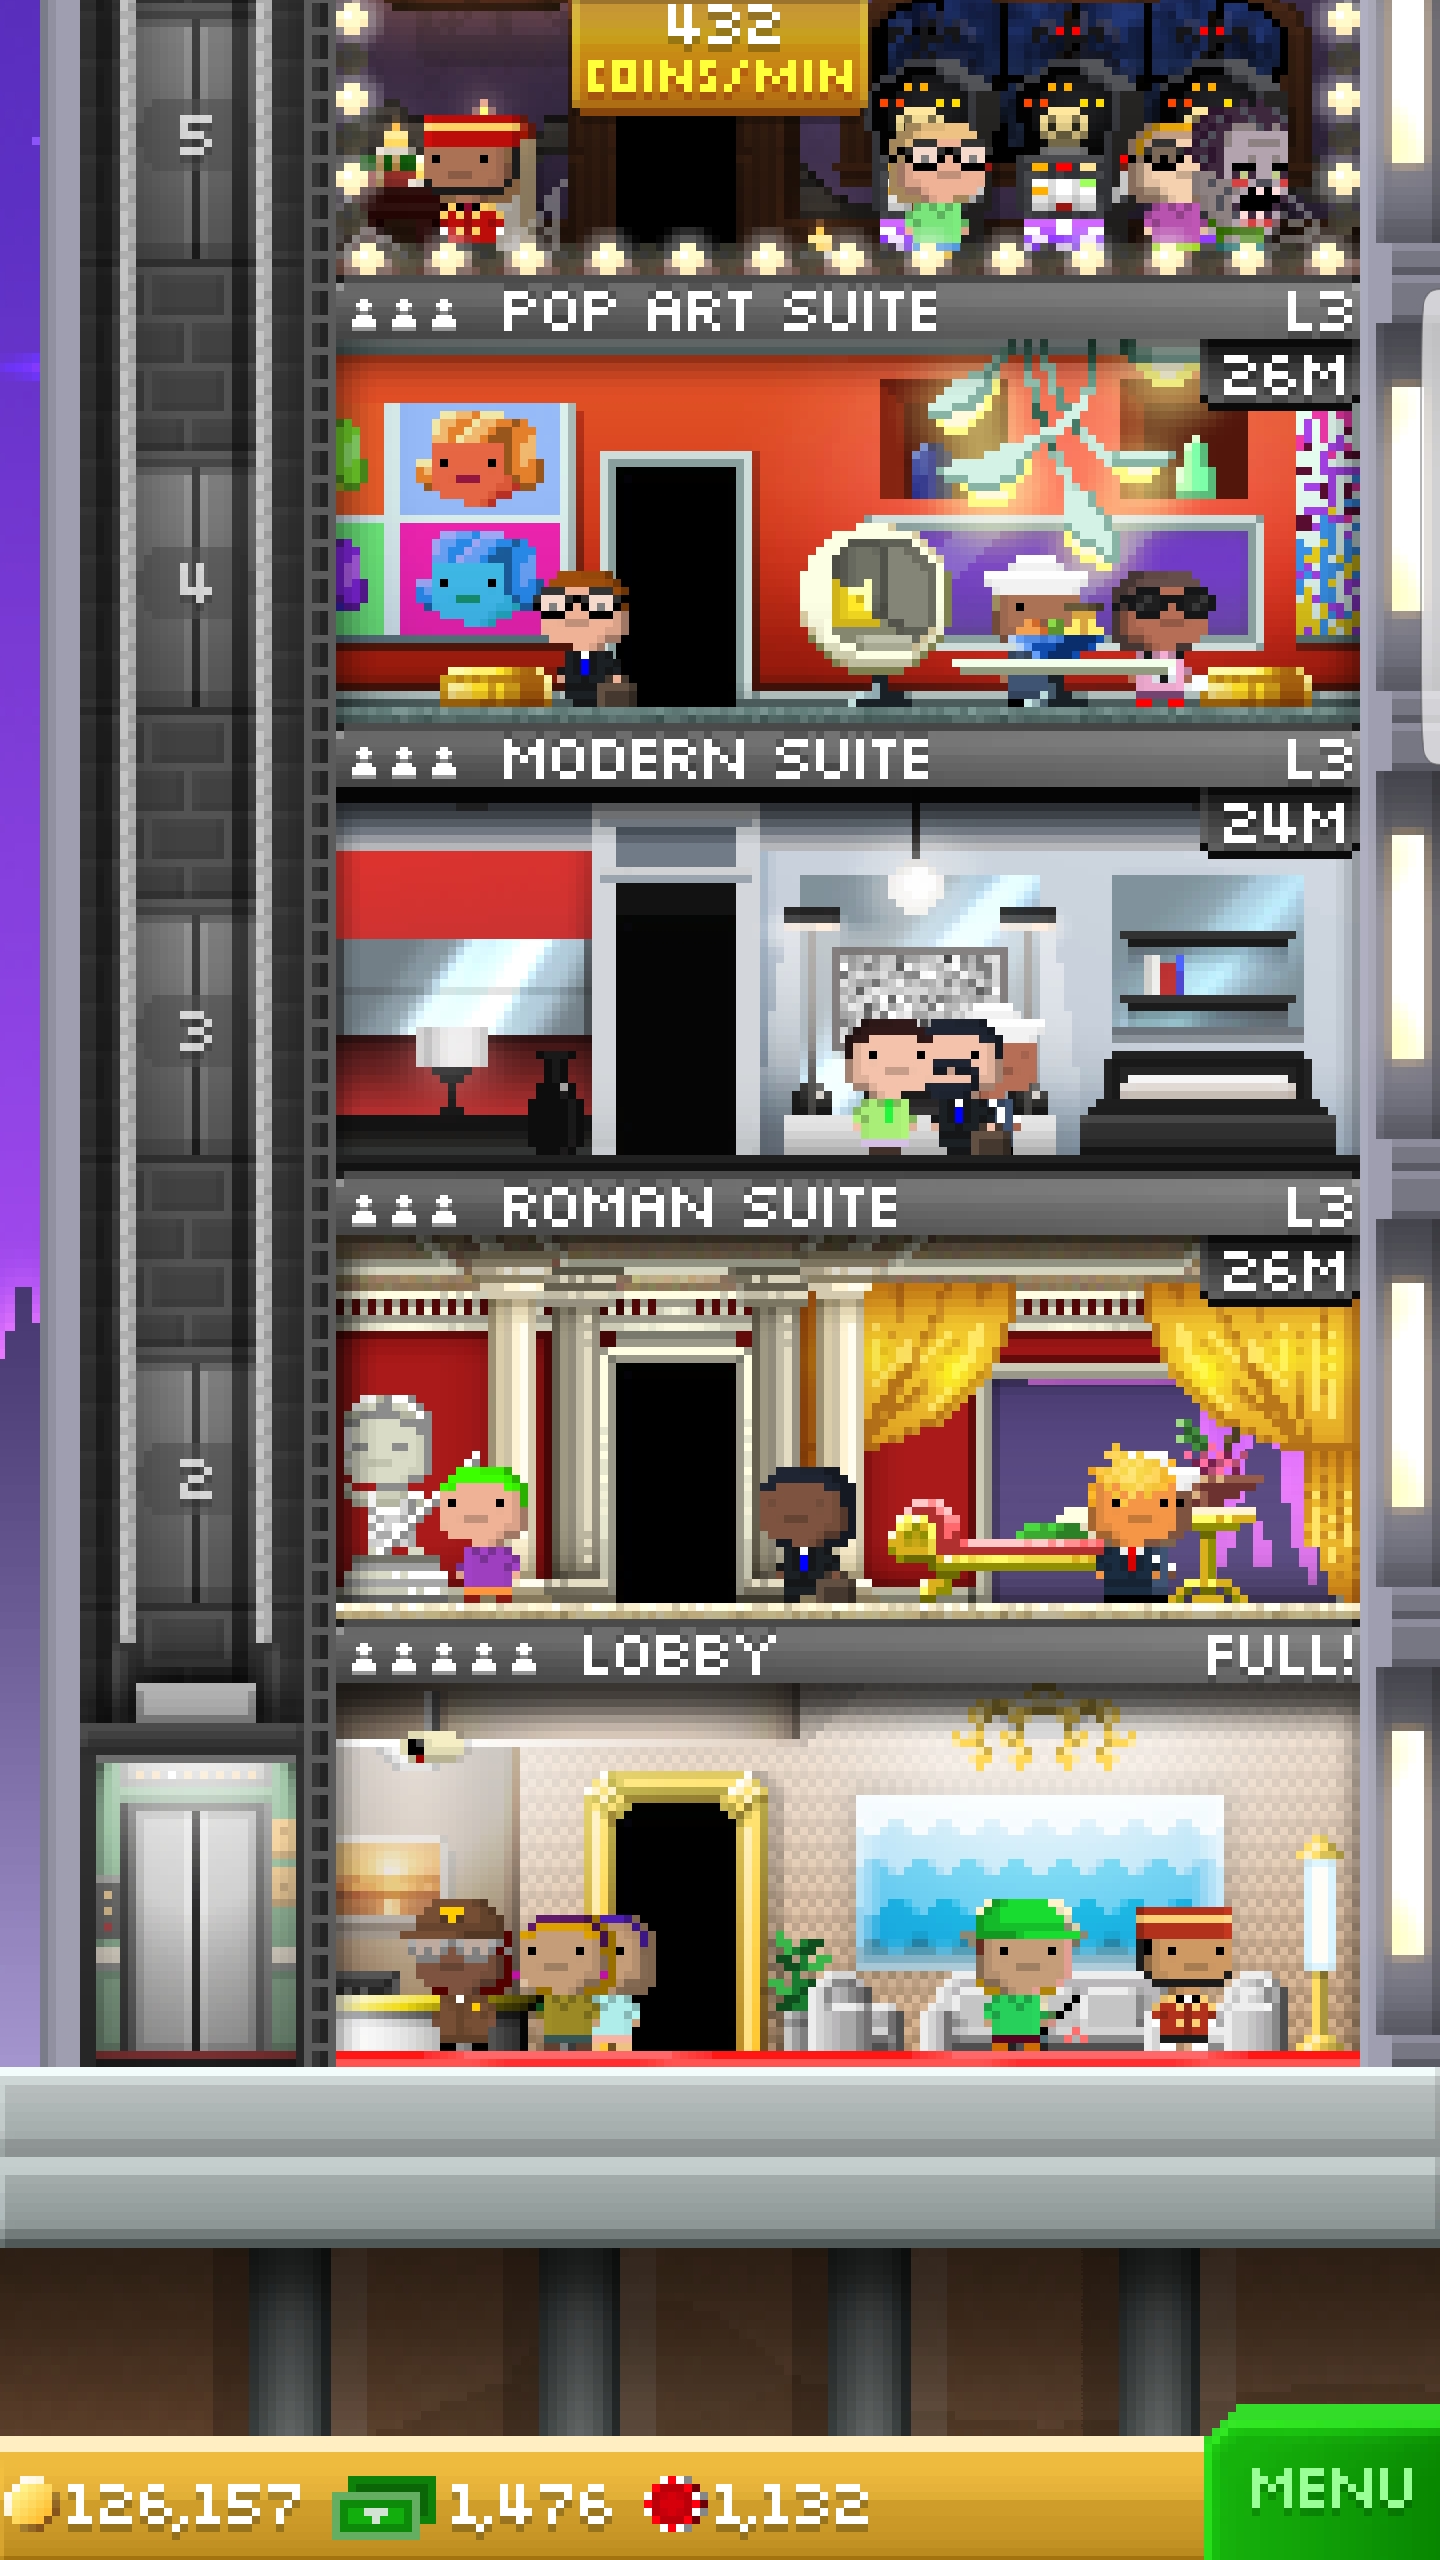 432
COINS/MIN
5
POP ART SUITE L3
26M
4
MODERN SUITE L3
24M
3
ROMAN SUITE L3
26M
2
LOBBY FULL!
126,157 1,476 1,132 MENU